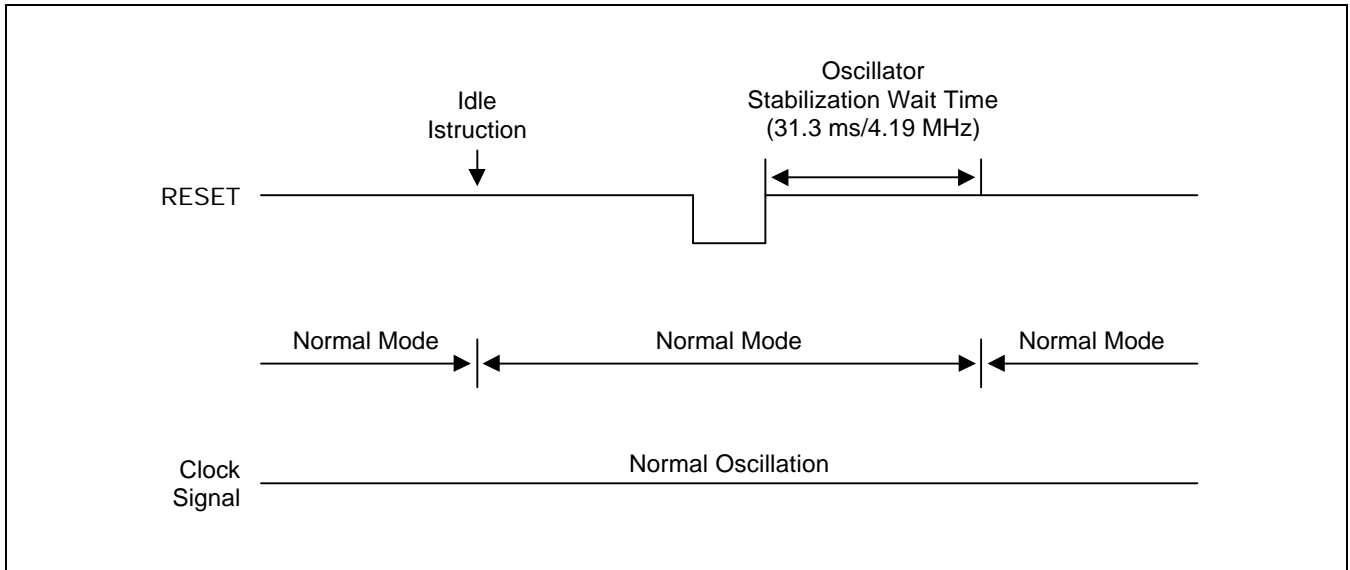 Oscillator
Stabilization Wait Time
(31.3 ms/4.19 MHz)
Idle
Istruction
RESET
Normal Mode
Normal Mode
Normal Mode
Normal Oscillation
Clock
Signal